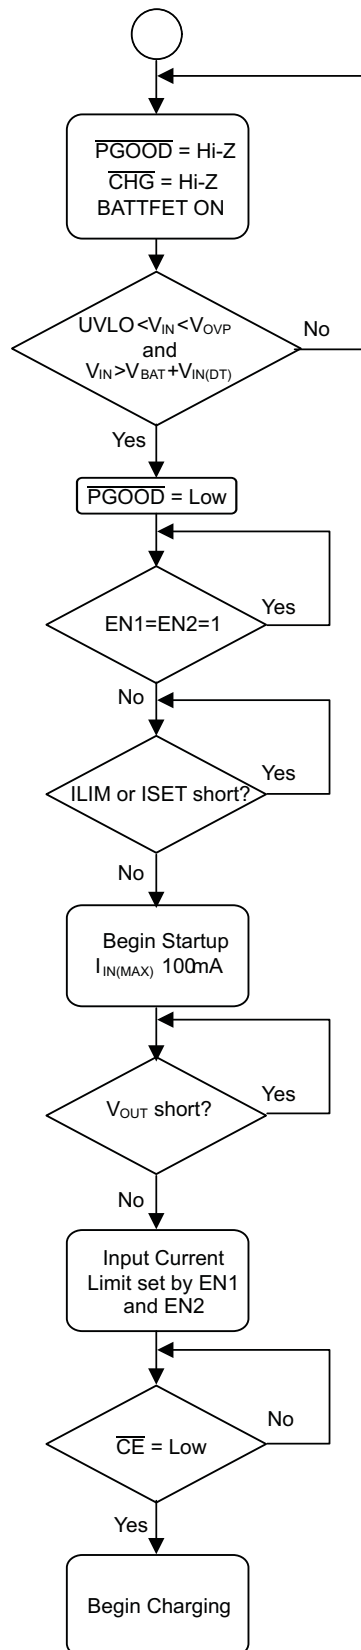 PGOOD = Hi-Z
CHG = Hi-Z
BATTFET ON
UVLO<VIN<VOVP
and
VIN>VBAT+VIN(DT)
No
Yes
PGOOD = Low
EN1=EN2=1
Yes
No
ILIM or ISET short?
Yes
No
Begin Startup
IIN(MAX) 100mA
VOUT short?
Yes
No
Input Current
Limit set by EN1
and EN2
CE = Low
No
Yes
Begin Charging